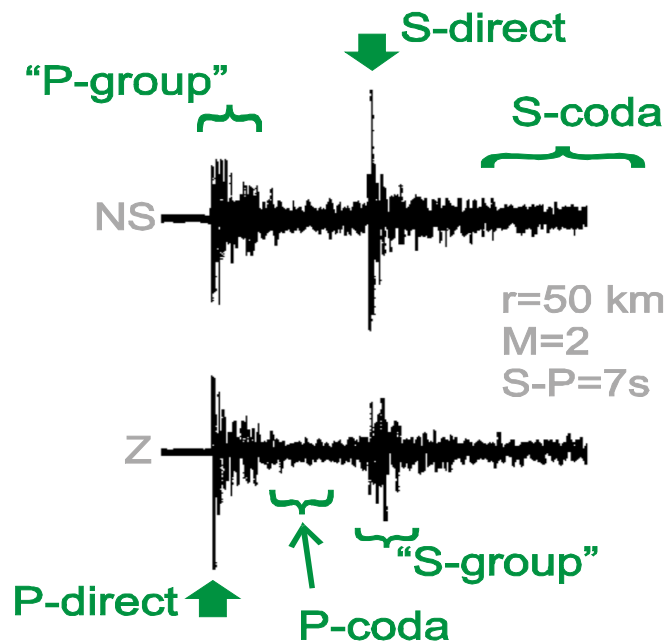 S-direct
“P-group”
S-coda
NS
r=50 km
M=2
S-P=7s
Z
“S-group”
P-direct
P-coda